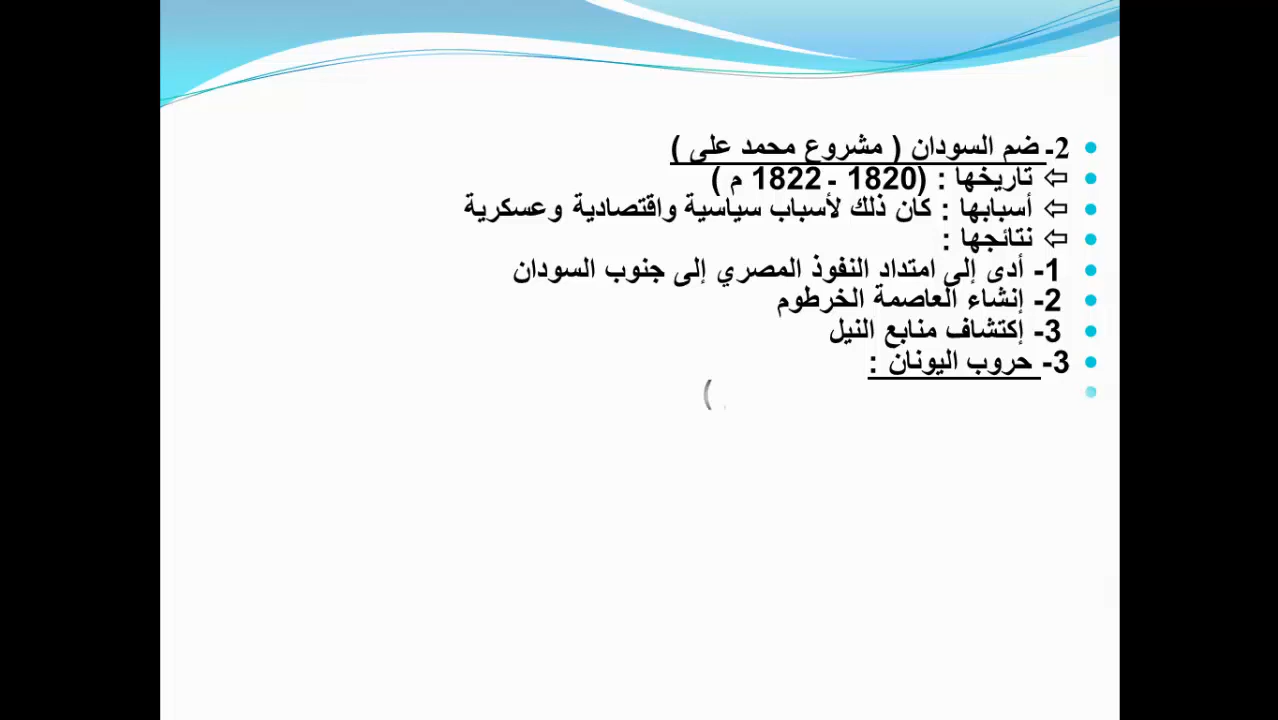 2- ضم السودان ( مشروع محمد على )
⇦ تاريخها : (1820 - 1822 م )
⇦ أسبابها : كان ذلك لأسباب سياسية واقتصادية وعسكرية
⇦ نتائجها :
1- أدى إلى امتداد النفوذ المصري إلى جنوب السودان
2- إنشاء العاصمة الخرطوم
3- إكتشاف منابع النيل
3- حروب اليونان :
)